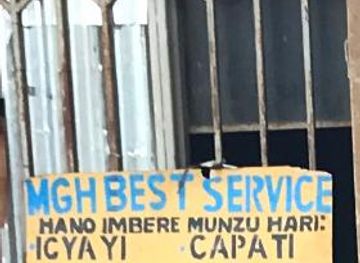 MGH BEST SERVICE
HANO IMBERE MUNZU HARI:
·ICYAYI ·CAPATI